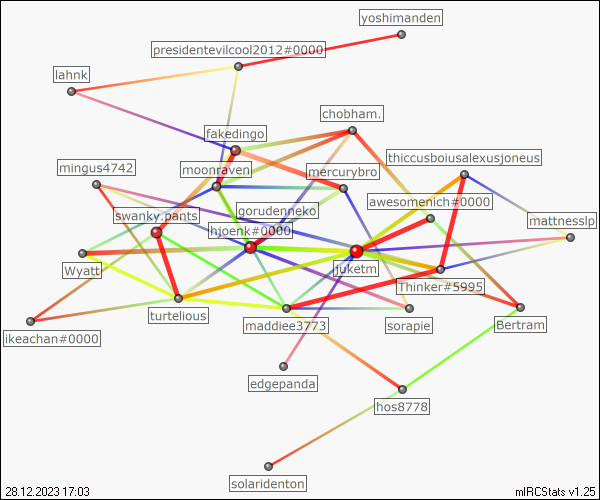 yoshimanden
presidentevilcool2012#0000
lahnk
chobham.
fakedingo
thiccusboiusalexusjoneus
mingus4742
moonraven
mercurybro
awesomenich#0000
swanky.pants
gorudenneko
mattnesslp
hjoenk#0000
Wyatt
juketm
Thinker#5995
turtelious
maddiee3773
sorapie
Bertram
ikeachan#0000
edgepanda
hos8778
solaridenton
28.12.2023 17:03
mIRCStats v1.25